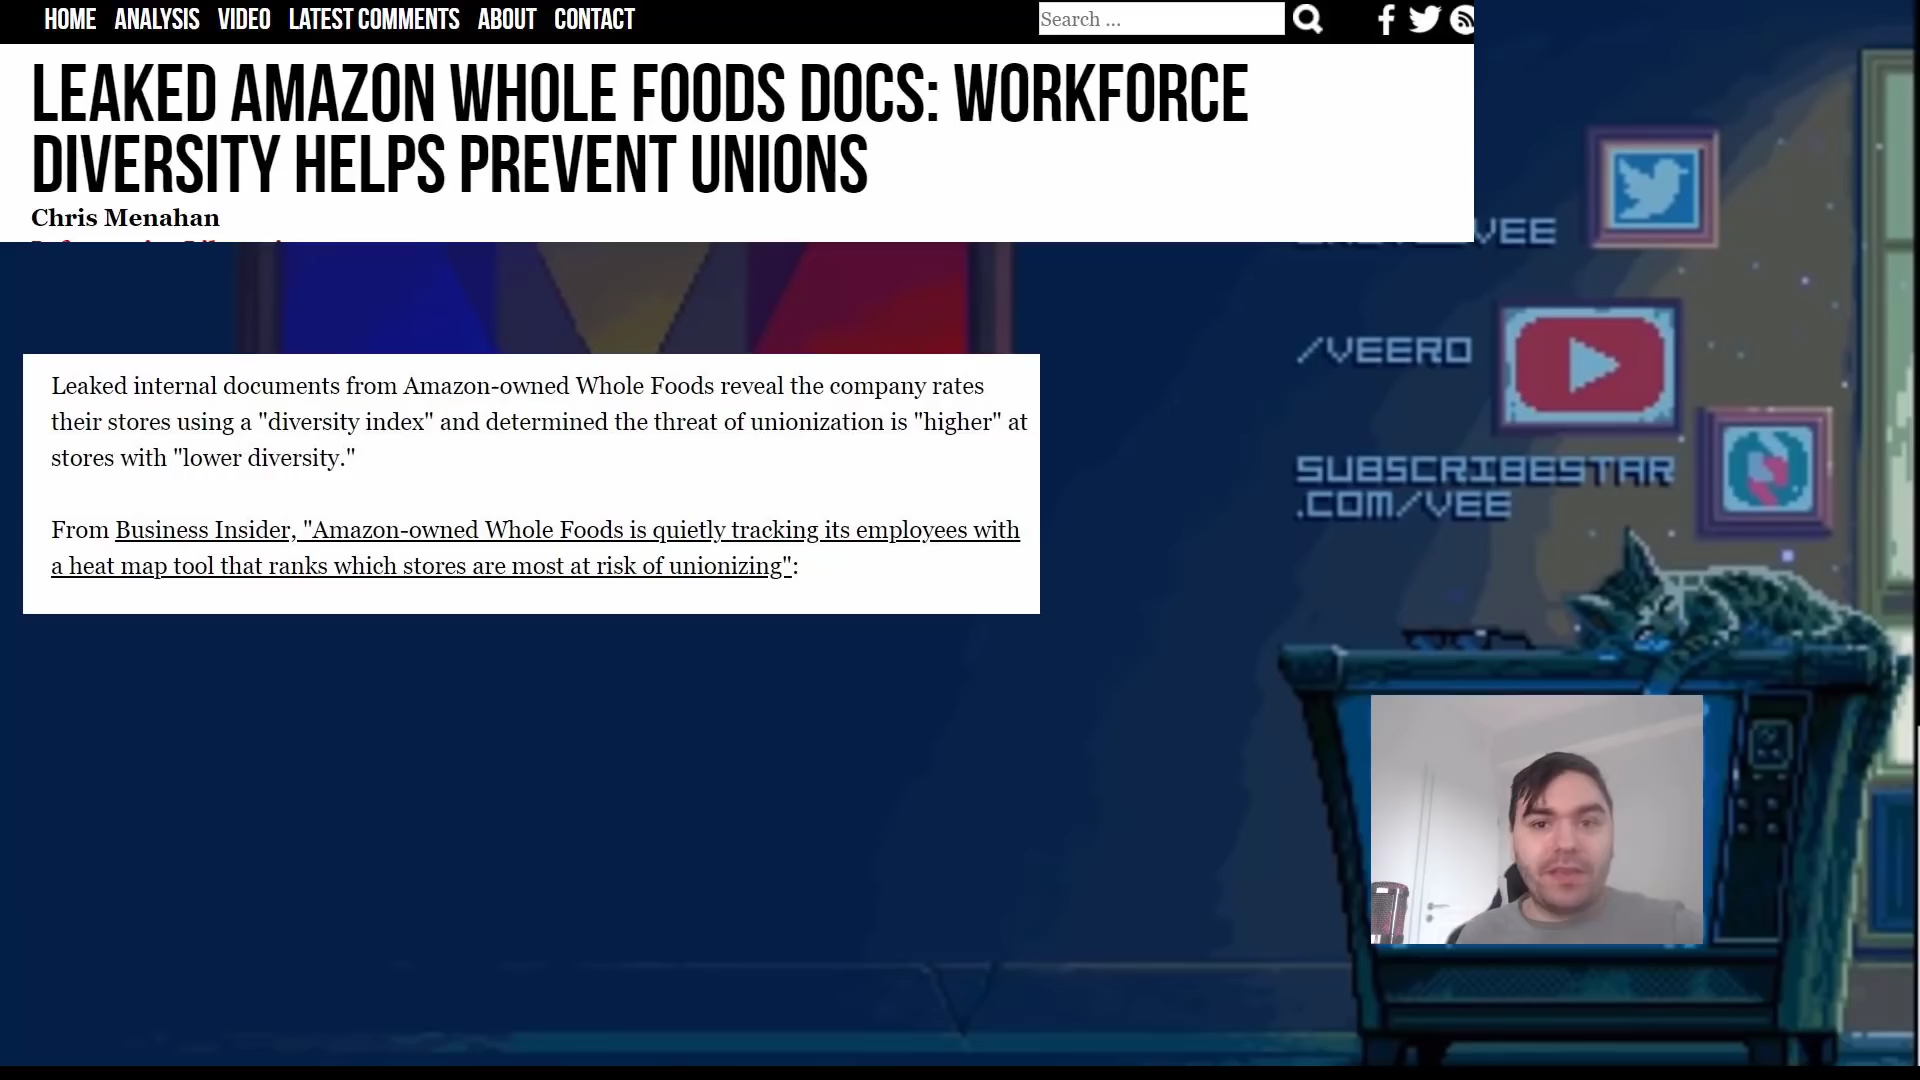 HOME ANALYSIS VIDEO LATEST COMMENTS ABOUT CONTACT
Search ...
LEAKED AMAZON WHOLE FOODS DOCS: WORKFORCE
DIVERSITY HELPS PREVENT UNIONS
Chris Menahan
VEE
Leaked internal documents from Amazon-owned Whole Foods reveal the company rates
their stores using a "diversity index" and determined the threat of unionization is "higher" at
stores with "lower diversity."
From Business Insider, "Amazon-owned Whole Foods is quietly tracking its employees with
a heat map tool that ranks which stores are most at risk of unionizing":
/VEERO
SUBSCRIBESTAR
.COM/VEE